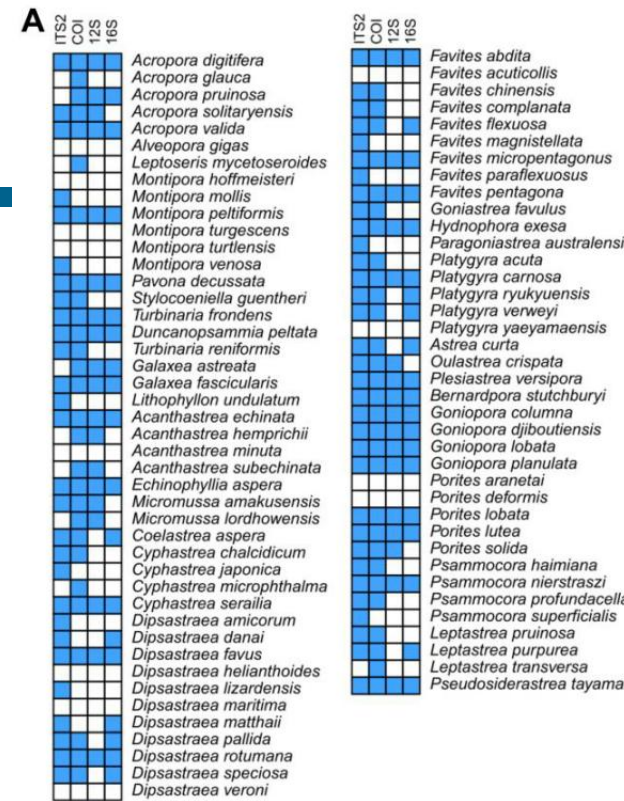 A
ITS2 COI 12S 16S
Acropora digitifera
Acropora glauca
Acropora pruinosa
Acropora solitaryensis
Acropora valida
Alveopora gigas
Leptoseris mycetoseroides
Montipora hoffmeisteri
Montipora mollis
Montipora peltiformis
Montipora turgescens
Montipora turtlensis
Montipora venosa
Pavona decussata
Stylocoeniella guentheri
Turbinaria frondens
Duncanopsammia peltata
Turbinaria reniformis
Galaxea astreata
Galaxea fascicularis
Lithophyllon undulatum
Acanthastrea echinata
Acanthastrea hemprichii
Acanthastrea minuta
Acanthastrea subechinata
Echinophyllia aspera
Micromussa amakusensis
Micromussa lordhowensis
Coelastrea aspera
Cyphastrea chalcidicum
Cyphastrea japonica
Cyphastrea microphthalma
Cyphastrea serailia
Dipsastraea amicorum
Dipsastraea danai
Dipsastraea favus
Dipsastraea helianthoides
Dipsastraea lizardensis
Dipsastraea maritima
Dipsastraea matthaii
Dipsastraea pallida
Dipsastraea rotumana
Dipsastraea speciosa
Dipsastraea veroni
ITS2 COI 12S 16S
Favites abdita
Favites acuticollis
Favites chinensis
Favites complanata
Favites flexuosa
Favites magnistellata
Favites micropentagonus
Favites paraflexuosus
Favites pentagona
Goniastrea favulus
Hydnophora exesa
Paragoniastrea australensi
Platygyra acuta
Platygyra carnosa
Platygyra ryukyuensis
Platygyra verweyi
Platygyra yaeyamaensis
Astrea curta
Oulastrea crispata
Plesiastrea versipora
Bernardpora stutchburyi
Goniopora columna
Goniopora djiboutiensis
Goniopora lobata
Goniopora planulata
Porites aranetai
Porites deformis
Porites lobata
Porites lutea
Porites solida
Psammocora haimiana
Psammocora nierstraszi
Psammocora profundacella
Psammocora superficialis
Leptastrea pruinosa
Leptastrea purpurea
Leptastrea transversa
Pseudosiderastrea tayama